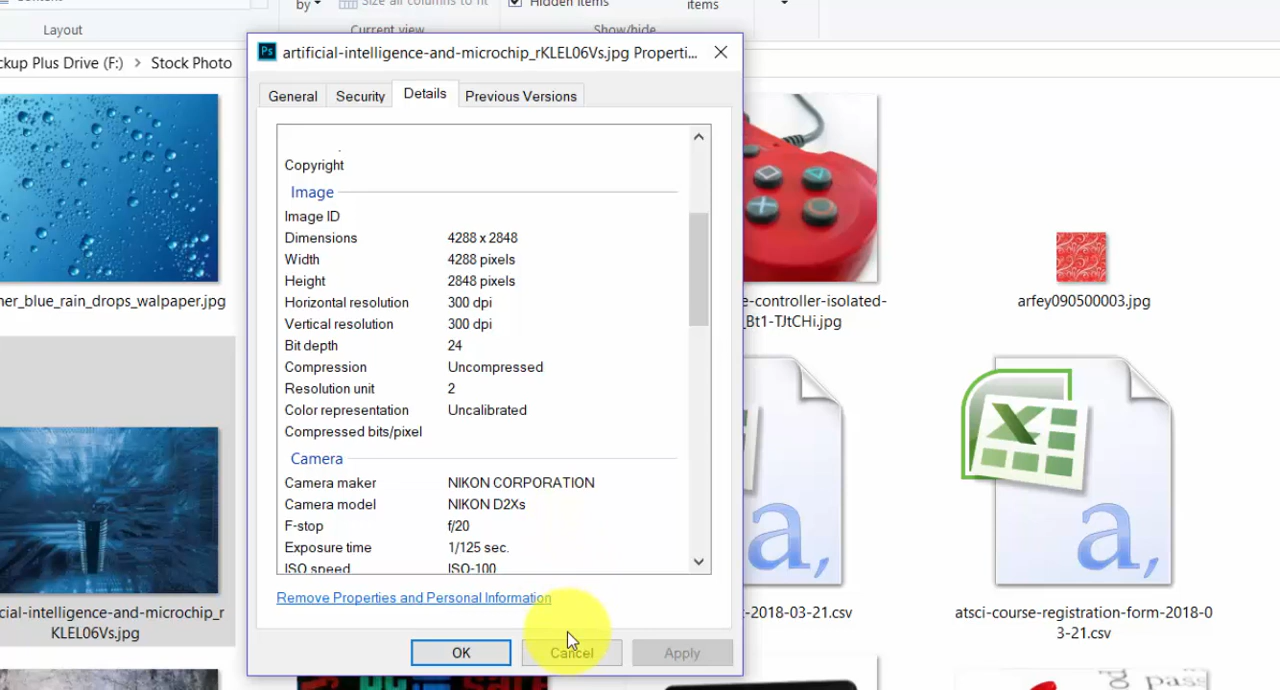 by
Size all columns to fit
Hidden items
items
Layout
Current view
Show/hide
ckup Plus Drive (F:) > Stock Photo
Ps
artificial-intelligence-and-microchip_rKLEL06Vs.jpg Properti...
General
Security
Details
Previous Versions
Copyright
Image
Image ID
Dimensions 4288 x 2848
Width 4288 pixels
Height 2848 pixels
Horizontal resolution 300 dpi
Vertical resolution 300 dpi
Bit depth 24
Compression Uncompressed
Resolution unit 2
Color representation Uncalibrated
Compressed bits/pixel
Camera
Camera maker NIKON CORPORATION
Camera model NIKON D2Xs
F-stop f/20
Exposure time 1/125 sec.
ISO speed ISO-100
Remove Properties and Personal Information
OK
Cancel
Apply
her_blue_rain_drops_walpaper.jpg
e-controller-isolated-
_Bt1-TJtCHi.jpg
arfey090500003.jpg
cial-intelligence-and-microchip_r
KLEL06Vs.jpg
a,
-2018-03-21.csv
X
a,
atsci-course-registration-form-2018-0
3-21.csv
pass